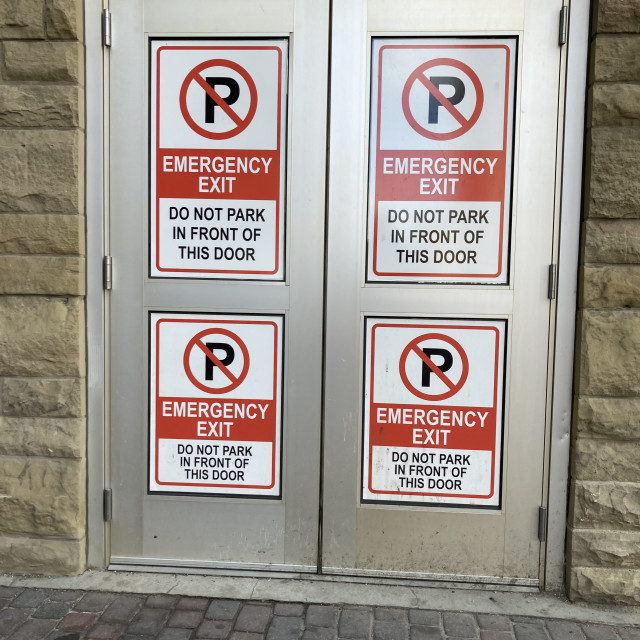 P
EMERGENCY
EXIT
DO NOT PARK
IN FRONT OF
THIS DOOR
P
EMERGENCY
EXIT
DO NOT PARK
IN FRONT OF
THIS DOOR
P
EMERGENCY
EXIT
DO NOT PARK
IN FRONT OF
THIS DOOR
P
EMERGENCY
EXIT
DO NOT PARK
IN FRONT OF
THIS DOOR